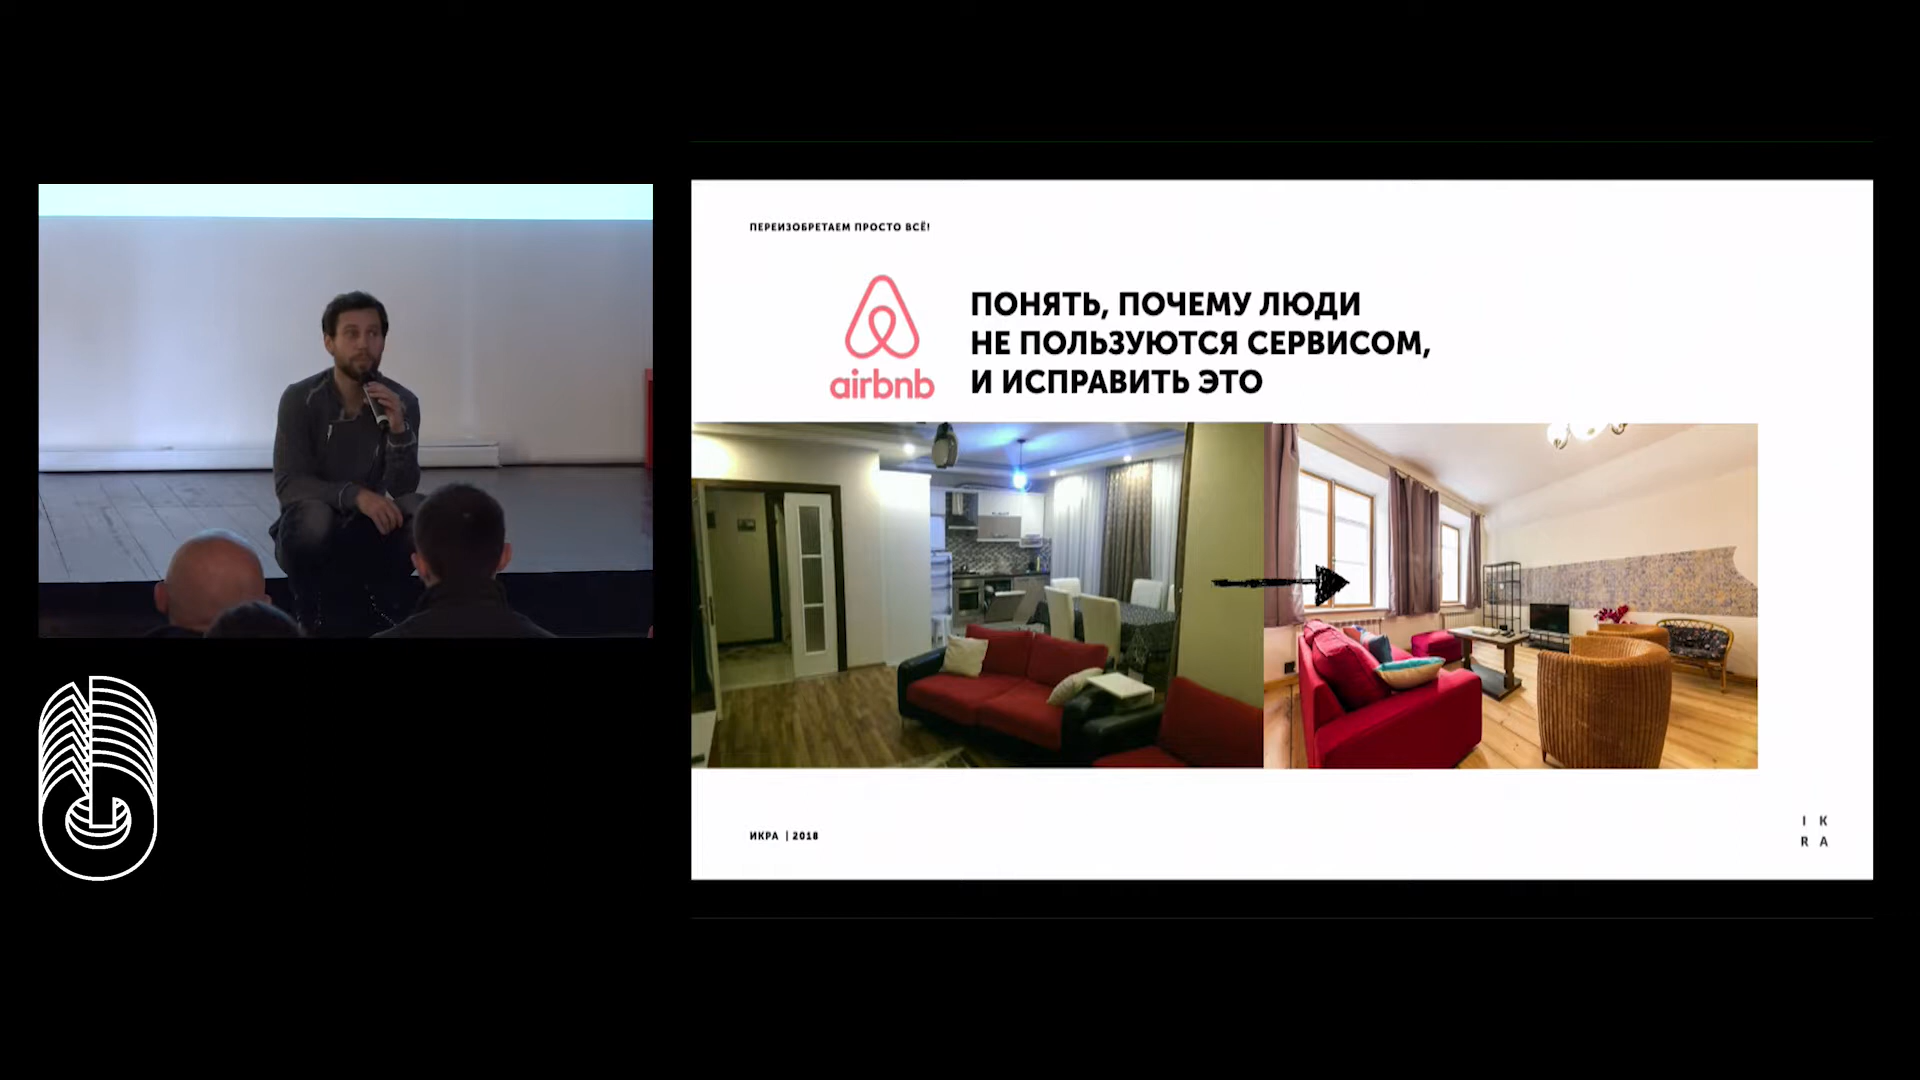 ПЕРЕИЗОБРЕТАЕМ ПРОСТО ВСЁ!
airbnb
ПОНЯТЬ, ПОЧЕМУ ЛЮДИ
НЕ ПОЛЬЗУЮТСЯ СЕРВИСОМ,
И ИСПРАВИТЬ ЭТО
ИКРА | 2018
I K
R A